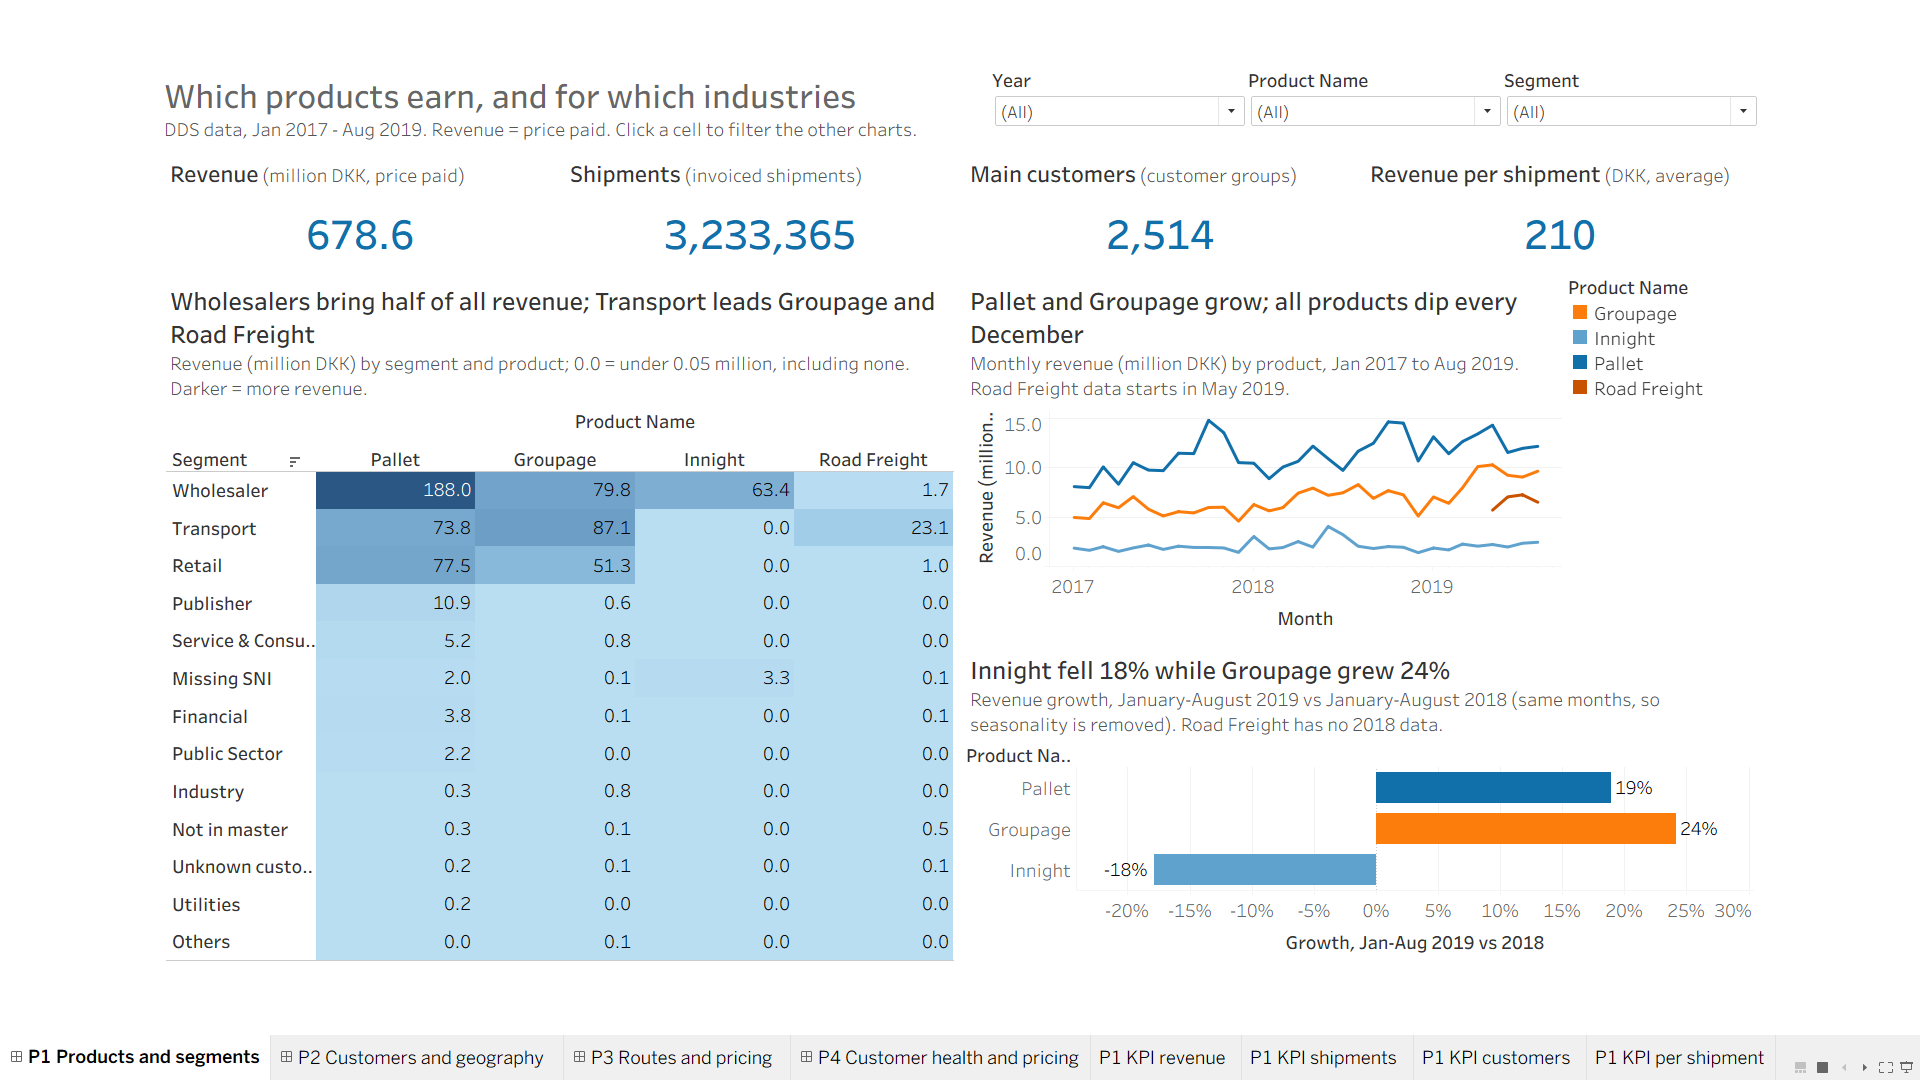 Which products earn, and for which industries
DDS data, Jan 2017 - Aug 2019. Revenue = price paid. Click a cell to filter the other charts.
Year
Product Name
Segment
(All)
(All)
(All)
Revenue (million DKK, price paid)
Shipments (invoiced shipments)
Main customers (customer groups)
Revenue per shipment (DKK, average)
678.6
3,233,365
2,514
210
Wholesalers bring half of all revenue; Transport leads Groupage and
Road Freight
Revenue (million DKK) by segment and product; 0.0 = under 0.05 million, including none.
Darker = more revenue.
Product Name
Segment Pallet Groupage Innight Road Freight
Wholesaler 188.0 79.8 63.4 1.7
Transport 73.8 87.1 0.0 23.1
Retail 77.5 51.3 0.0 1.0
Publisher 10.9 0.6 0.0 0.0
Service & Consu.. 5.2 0.8 0.0 0.0
Missing SNI 2.0 0.1 3.3 0.1
Financial 3.8 0.1 0.0 0.1
Public Sector 2.2 0.0 0.0 0.0
Industry 0.3 0.8 0.0 0.0
Not in master 0.3 0.1 0.0 0.5
Unknown custo.. 0.2 0.1 0.0 0.1
Utilities 0.2 0.0 0.0 0.0
Others 0.0 0.1 0.0 0.0
Pallet and Groupage grow; all products dip every
December
Monthly revenue (million DKK) by product, Jan 2017 to Aug 2019.
Road Freight data starts in May 2019.
Product Name
Groupage
Innight
Pallet
Road Freight
Revenue (million..
15.0
10.0
5.0
0.0
2017 2018 2019
Month
Innight fell 18% while Groupage grew 24%
Revenue growth, January-August 2019 vs January-August 2018 (same months, so
seasonality is removed). Road Freight has no 2018 data.
Product Na..
Pallet 19%
Groupage 24%
Innight -18%
-20% -15% -10% -5% 0% 5% 10% 15% 20% 25% 30%
Growth, Jan-Aug 2019 vs 2018
P1 Products and segments
P2 Customers and geography
P3 Routes and pricing
P4 Customer health and pricing
P1 KPI revenue
P1 KPI shipments
P1 KPI customers
P1 KPI per shipment